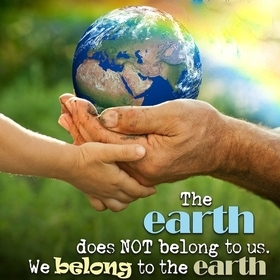 The
earth
does NOT belong to us.
We belong to the earth